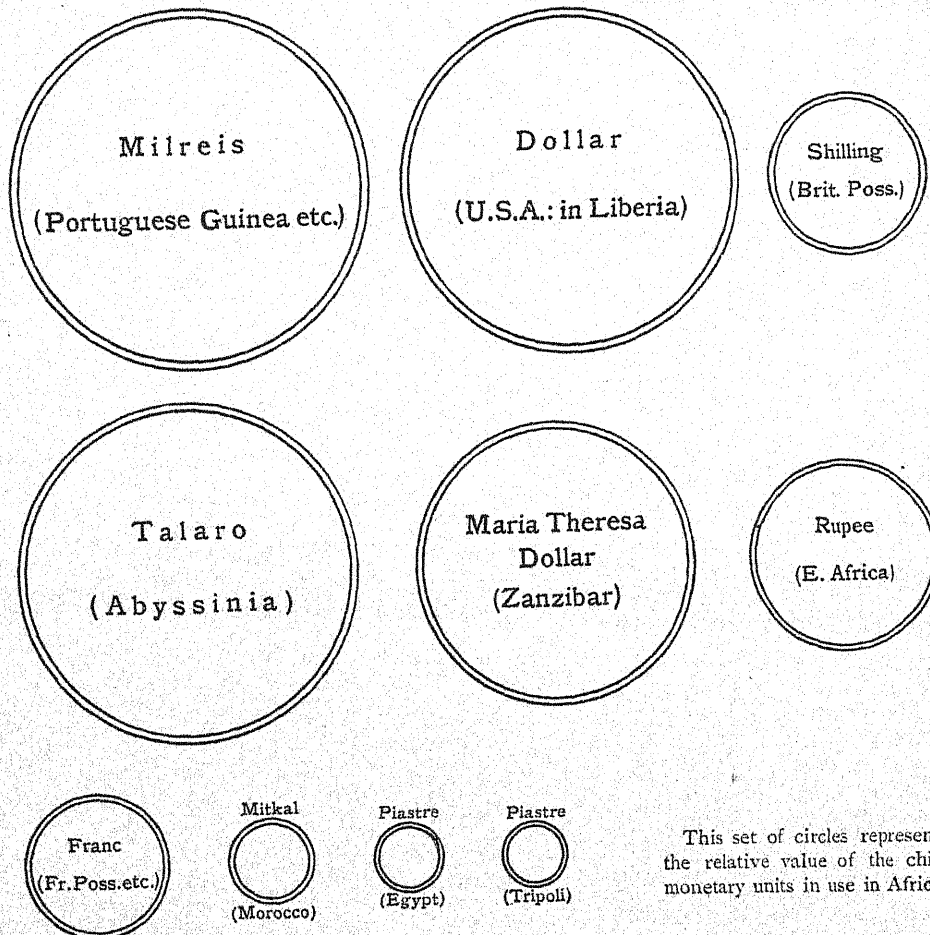 Milreis
(Portuguese Guinea etc.)
Dollar
(U.S.A.: in Liberia)
Shilling
(Brit. Poss.)
Talaro
(Abyssinia)
Maria Theresa
Dollar
(Zanzibar)
Rupee
(E. Africa)
Franc
(Fr. Poss. etc.)
Mitkal
(Morocco)
Piastre
(Egypt)
Piastre
(Tripoli)
This set of circles represen
the relative value of the chi
monetary units in use in Afric